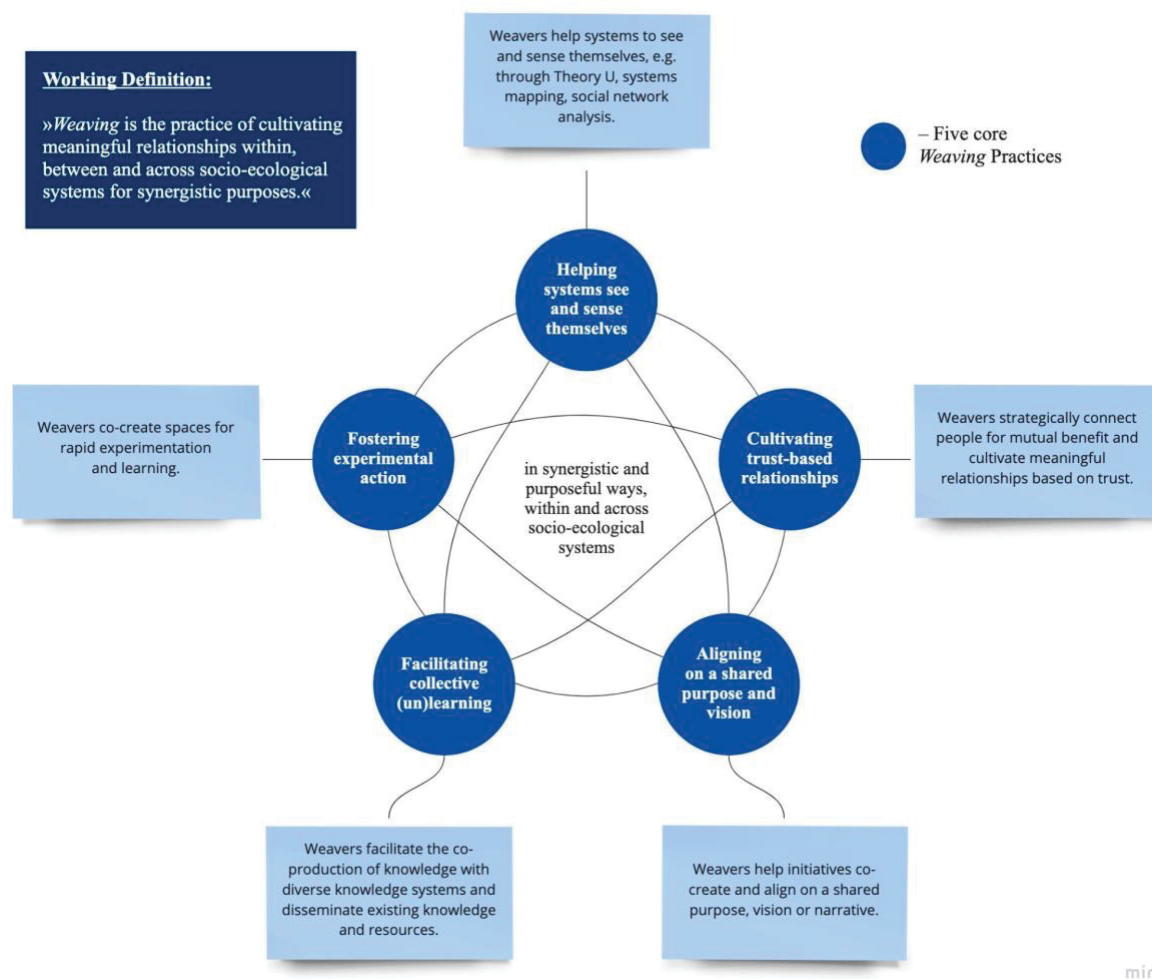 Weavers help systems to see
and sense themselves, e.g.
through Theory U, systems
mapping, social network
analysis.
Working Definition:
»Weaving is the practice of cultivating
meaningful relationships within,
between and across socio-ecological
systems for synergistic purposes.«
– Five core
Weaving Practices
Helping
systems see
and sense
themselves
Weavers co-create spaces for
rapid experimentation
and learning.
Fostering
experimental
action
in synergistic and
purposeful ways,
within and across
socio-ecological
systems
Cultivating
trust-based
relationships
Weavers strategically connect
people for mutual benefit and
cultivate meaningful
relationships based on trust.
Facilitating
collective
(un)learning
Aligning
on a shared
purpose and
vision
Weavers facilitate the co-
production of knowledge with
diverse knowledge systems and
disseminate existing knowledge
and resources.
Weavers help initiatives co-
create and align on a shared
purpose, vision or narrative.